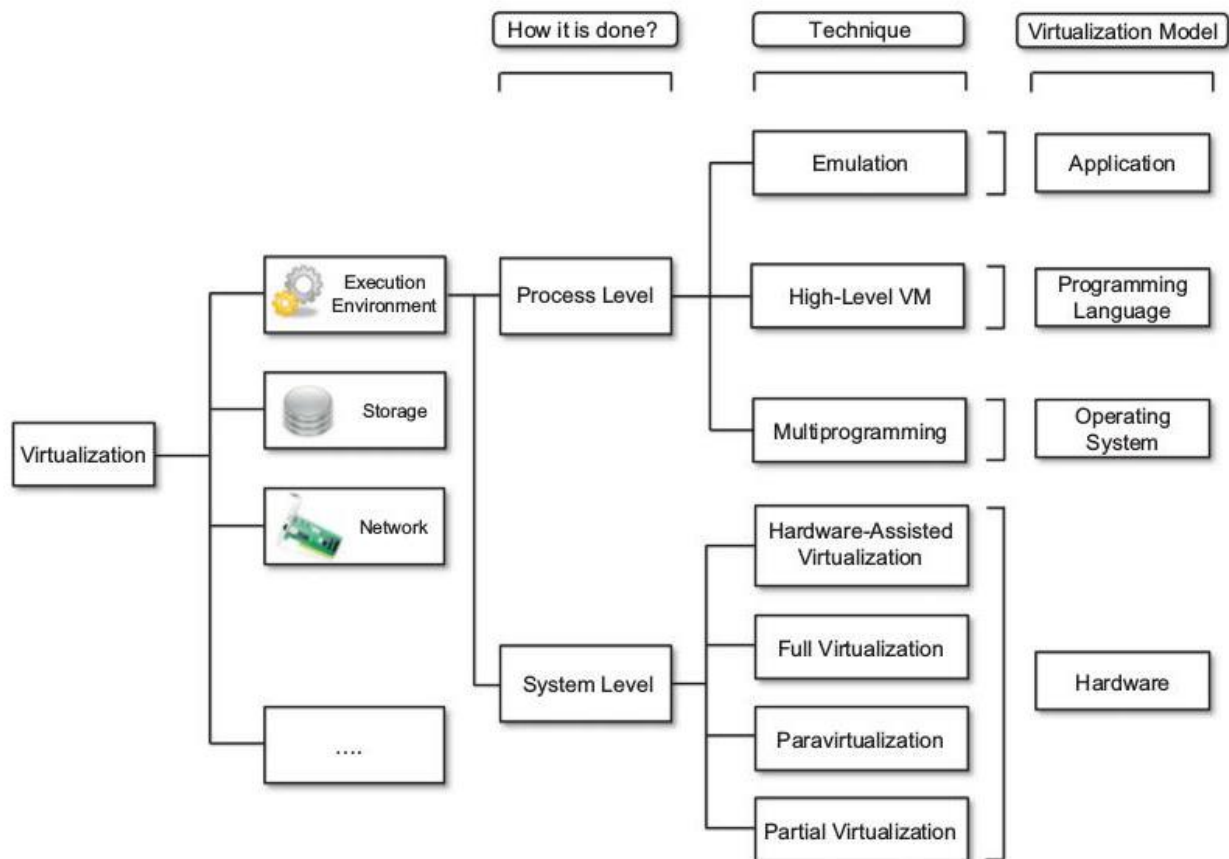 How it is done?
Technique
Virtualization Model
Emulation
Application
Execution
Environment
Process Level
High-Level VM
Programming
Language
Storage
Virtualization
Multiprogramming
Operating
System
Network
Hardware-Assisted
Virtualization
Full Virtualization
System Level
Hardware
Paravirtualization
....
Partial Virtualization